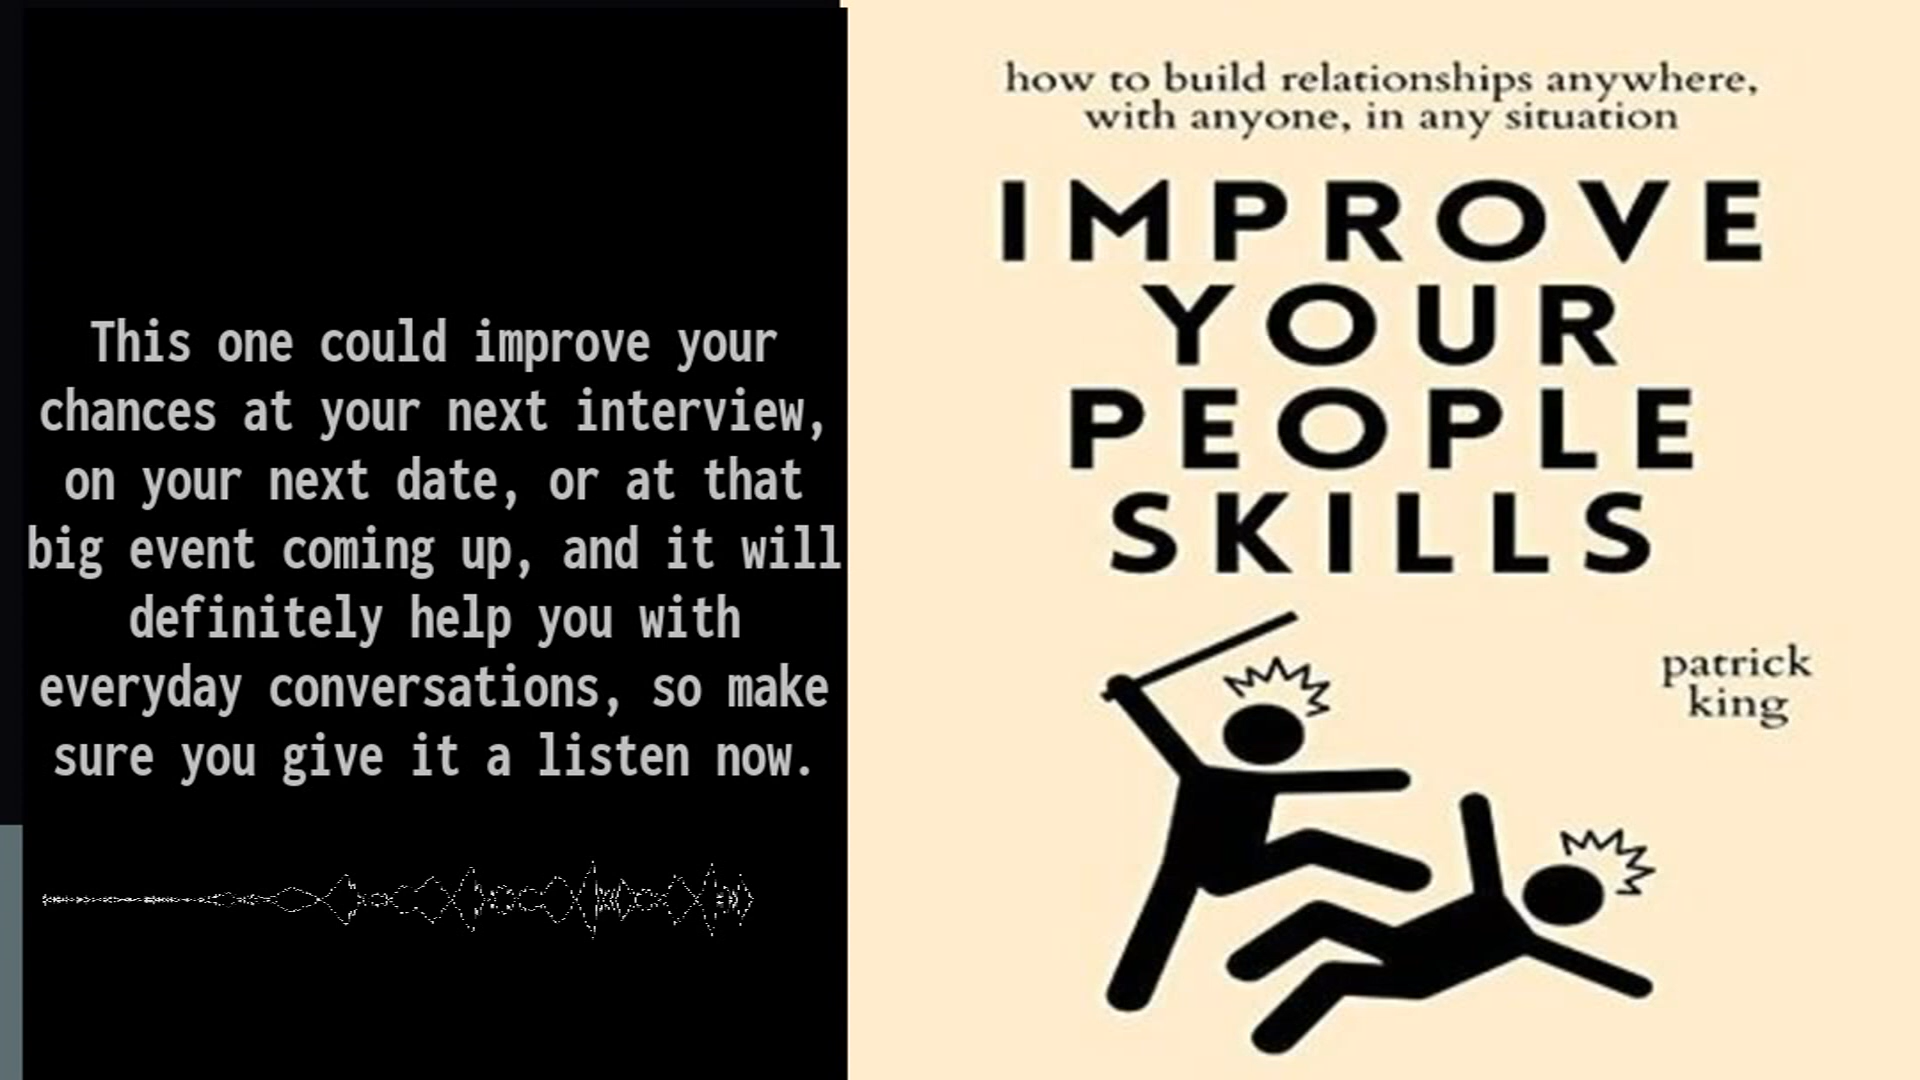 This one could improve your
chances at your next interview,
on your next date, or at that
big event coming up, and it will
definitely help you with
everyday conversations, so make
sure you give it a listen now.
how to build relationships anywhere,
with anyone, in any situation
IMPROVE
YOUR
PEOPLE
SKILLS
patrick
king